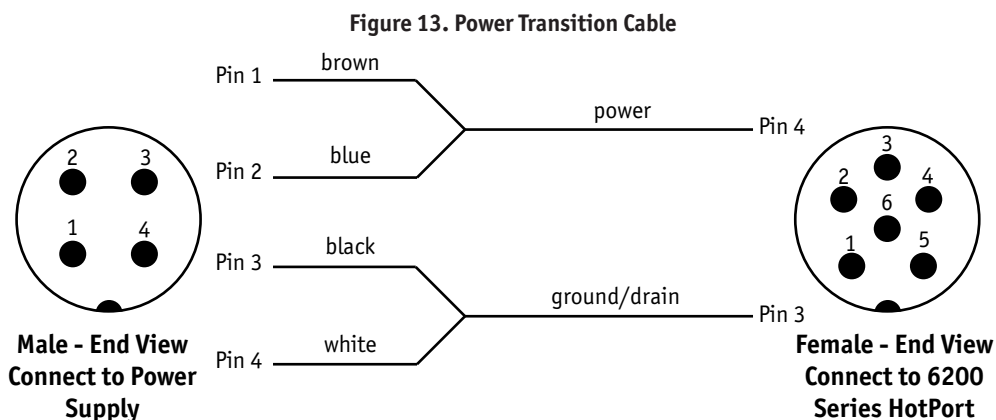 Figure 13. Power Transition Cable
Pin 1
brown
Pin 2
blue
power
Pin 4
Pin 3
black
Pin 4
white
ground/drain
Pin 3
2
3
1
4
Male - End View
Connect to Power
Supply
3
2
4
6
1
5
Female - End View
Connect to 6200
Series HotPort